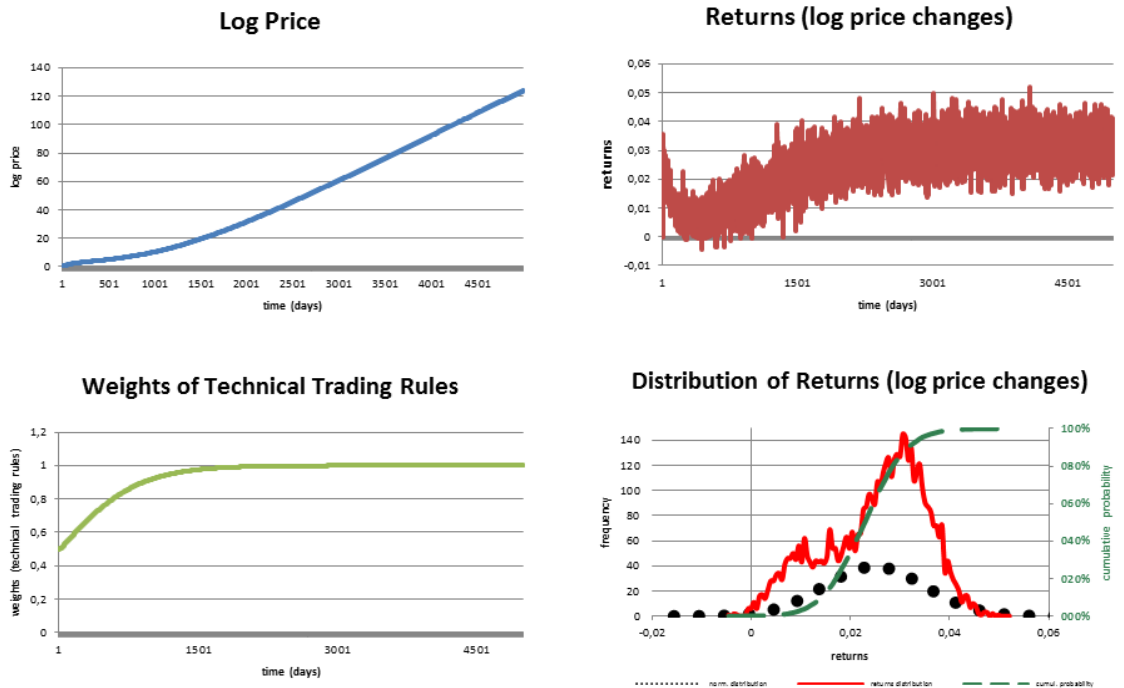 Log Price
log price
140
120
100
80
60
40
20
0
1 501 1001 1501 2001 2501 3001 3501 4001 4501
time (days)
Returns (log price changes)
returns
0,06
0,05
0,04
0,03
0,02
0,01
0
-0,01
1 1501 3001 4501
time (days)
Weights of Technical Trading Rules
weights (technical trading rules)
1,2
1
0,8
0,6
0,4
0,2
0
1 1501 3001 4501
time (days)
Distribution of Returns (log price changes)
frequency
140
120
100
80
60
40
20
0
-0,02 0 0,02 0,04 0,06
returns
100%
080%
060%
040%
020%
000%
cumulative probability
norm. distribution returns distribution cumul. probability